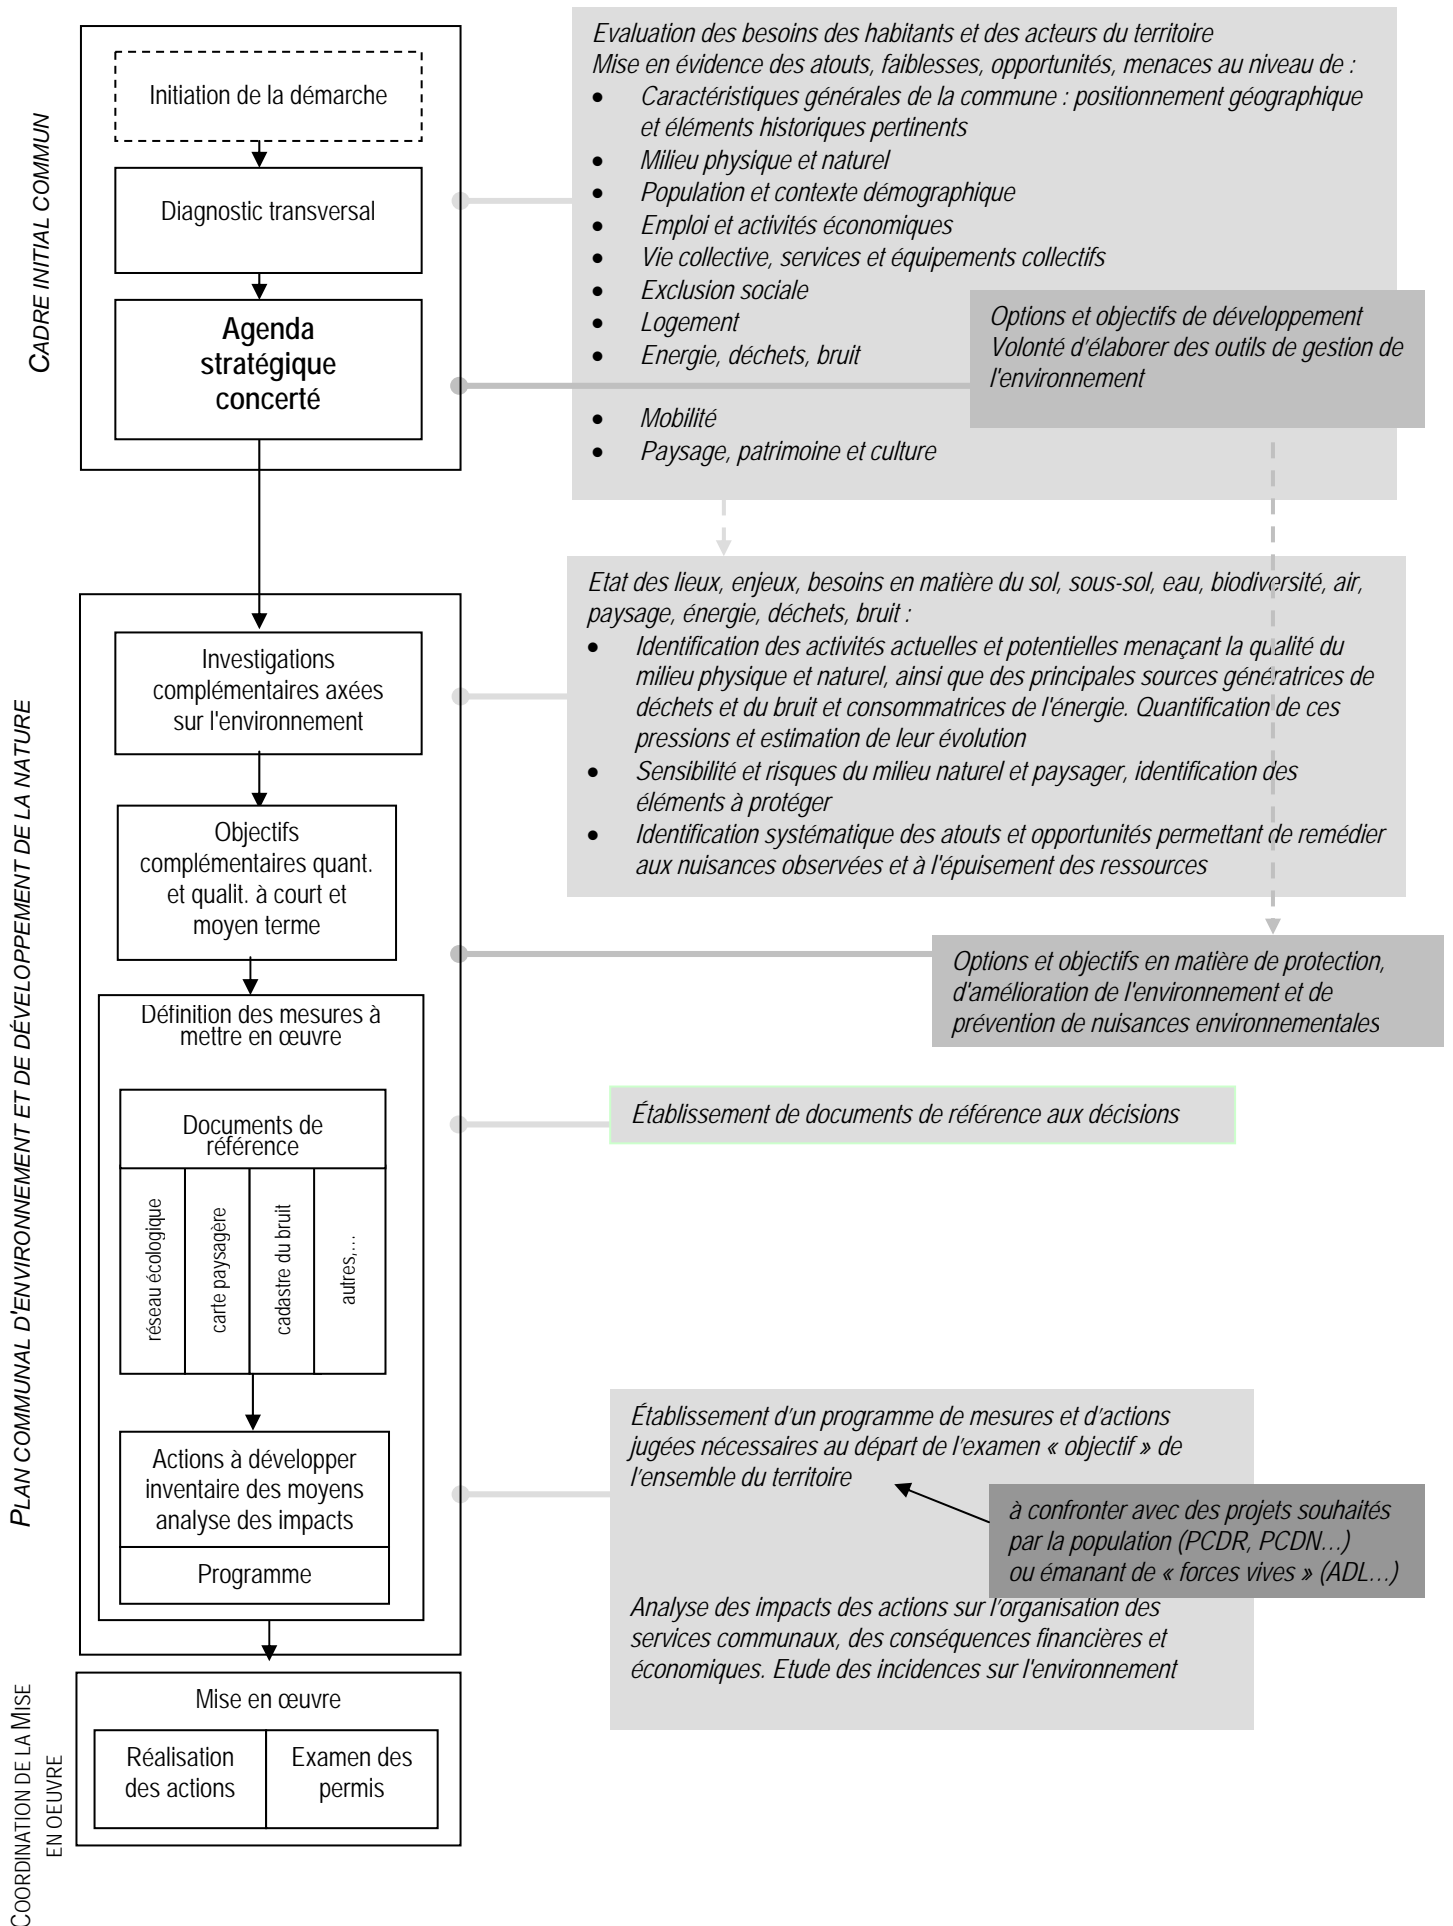 CADRE INITIAL COMMUN
Initiation de la démarche
Diagnostic transversal
Agenda
stratégique
concerté
Evaluation des besoins des habitants et des acteurs du territoire
Mise en évidence des atouts, faiblesses, opportunités, menaces au niveau de :
• Caractéristiques générales de la commune : positionnement géographique
et éléments historiques pertinents
• Milieu physique et naturel
• Population et contexte démographique
• Emploi et activités économiques
• Vie collective, services et équipements collectifs
• Exclusion sociale
• Logement
• Energie, déchets, bruit
• Mobilité
• Paysage, patrimoine et culture
Options et objectifs de développement
Volonté d'élaborer des outils de gestion de
l'environnement
PLAN COMMUNAL D'ENVIRONNEMENT ET DE DÉVELOPPEMENT DE LA NATURE
Investigations
complémentaires axées
sur l'environnement
Etat des lieux, enjeux, besoins en matière du sol, sous-sol, eau, biodiversité, air,
paysage, énergie, déchets, bruit :
• Identification des activités actuelles et potentielles menaçant la qualité du
milieu physique et naturel, ainsi que des principales sources génératrices de
déchets et du bruit et consommatrices de l'énergie. Quantification de ces
pressions et estimation de leur évolution
• Sensibilité et risques du milieu naturel et paysager, identification des
éléments à protéger
• Identification systématique des atouts et opportunités permettant de remédier
aux nuisances observées et à l'épuisement des ressources
Objectifs
complémentaires quant.
et qualit. à court et
moyen terme
Options et objectifs en matière de protection,
d'amélioration de l'environnement et de
prévention de nuisances environnementales
Définition des mesures à
mettre en œuvre
Documents de
référence
réseau écologique
carte paysagère
cadastre du bruit
autres,…
Établissement de documents de référence aux décisions
Actions à développer
inventaire des moyens
analyse des impacts
Programme
Établissement d'un programme de mesures et d'actions
jugées nécessaires au départ de l'examen « objectif » de
l'ensemble du territoire
à confronter avec des projets souhaités
par la population (PCDR, PCDN…)
ou émanant de « forces vives » (ADL…)
Analyse des impacts des actions sur l'organisation des
services communaux, des conséquences financières et
économiques. Etude des incidences sur l'environnement
COORDINATION DE LA MISE
EN OEUVRE
Mise en œuvre
Réalisation
des actions
Examen des
permis